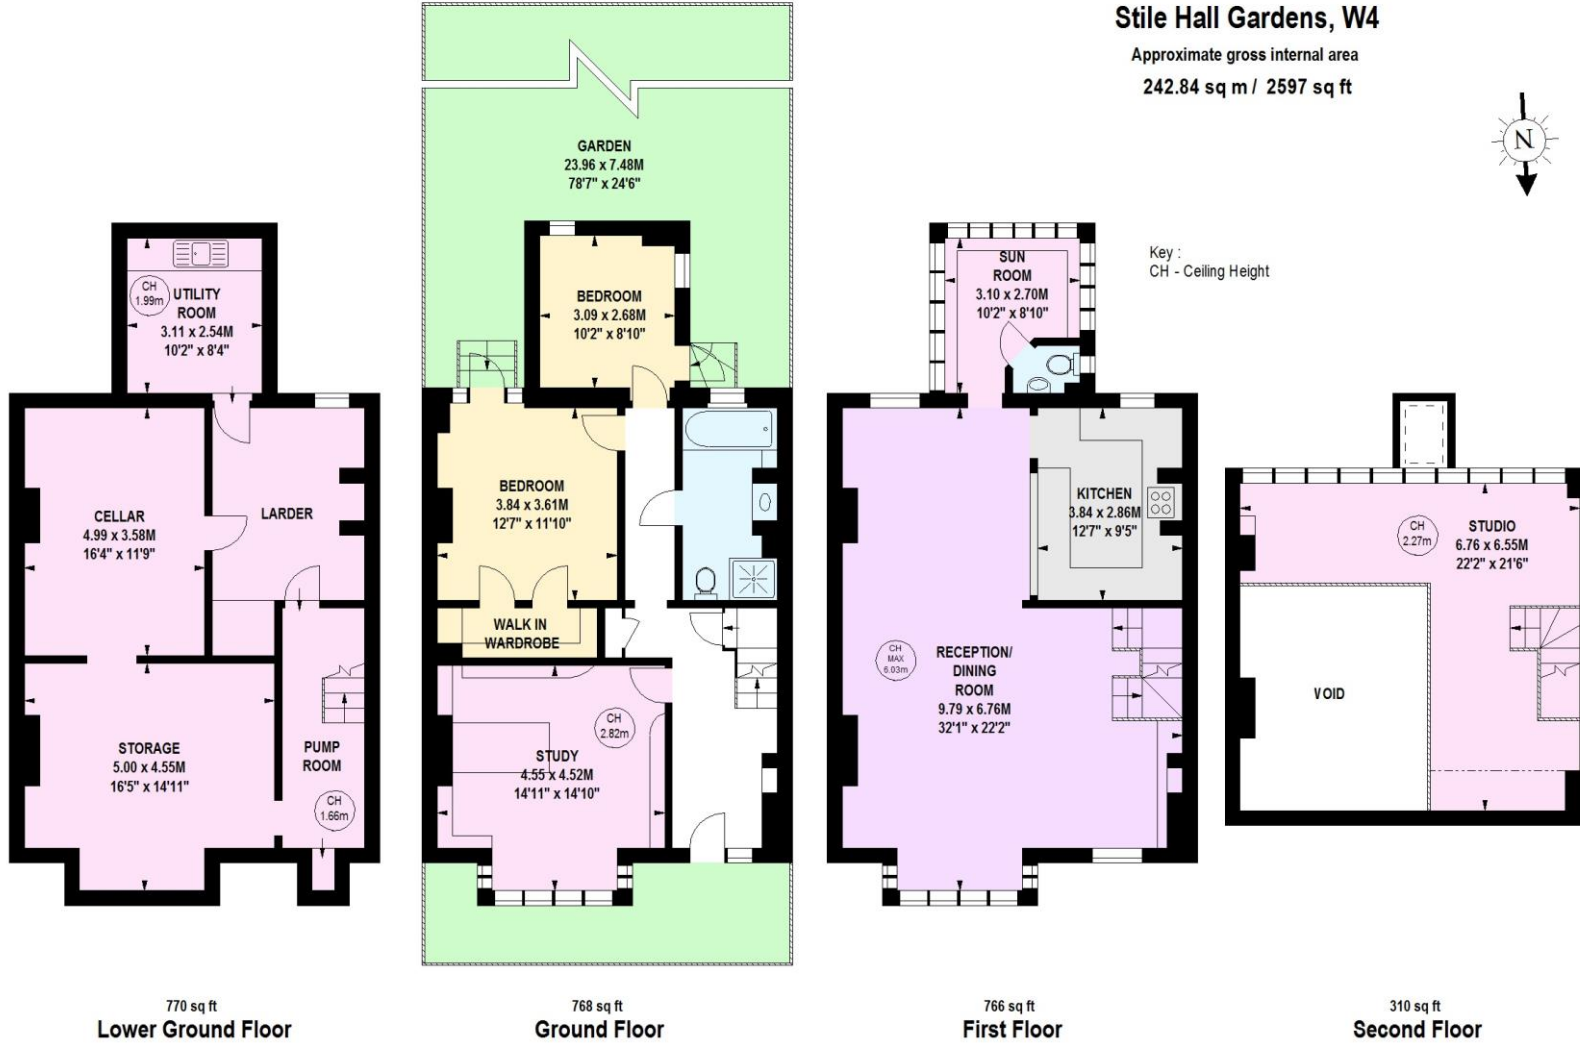 Stile Hall Gardens, W4
Approximate gross internal area
242.84 sq m / 2597 sq ft
N
Key :
CH - Ceiling Height
CH
1.99m
UTILITY
ROOM
3.11 x 2.54M
10'2" x 8'4"
CELLAR
4.99 x 3.58M
16'4" x 11'9"
LARDER
STORAGE
5.00 x 4.55M
16'5" x 14'11"
PUMP
ROOM
CH
1.66m
770 sq ft
Lower Ground Floor
GARDEN
23.96 x 7.48M
78'7" x 24'6"
BEDROOM
3.09 x 2.68M
10'2" x 8'10"
BEDROOM
3.84 x 3.61M
12'7" x 11'10"
WALK IN
WARDROBE
CH
2.82m
STUDY
4.55 x 4.52M
14'11" x 14'10"
768 sq ft
Ground Floor
SUN
ROOM
3.10 x 2.70M
10'2" x 8'10"
KITCHEN
3.84 x 2.86M
12'7" x 9'5"
CH
MAX
6.03m
RECEPTION/
DINING
ROOM
9.79 x 6.76M
32'1" x 22'2"
766 sq ft
First Floor
CH
2.27m
STUDIO
6.76 x 6.55M
22'2" x 21'6"
VOID
310 sq ft
Second Floor